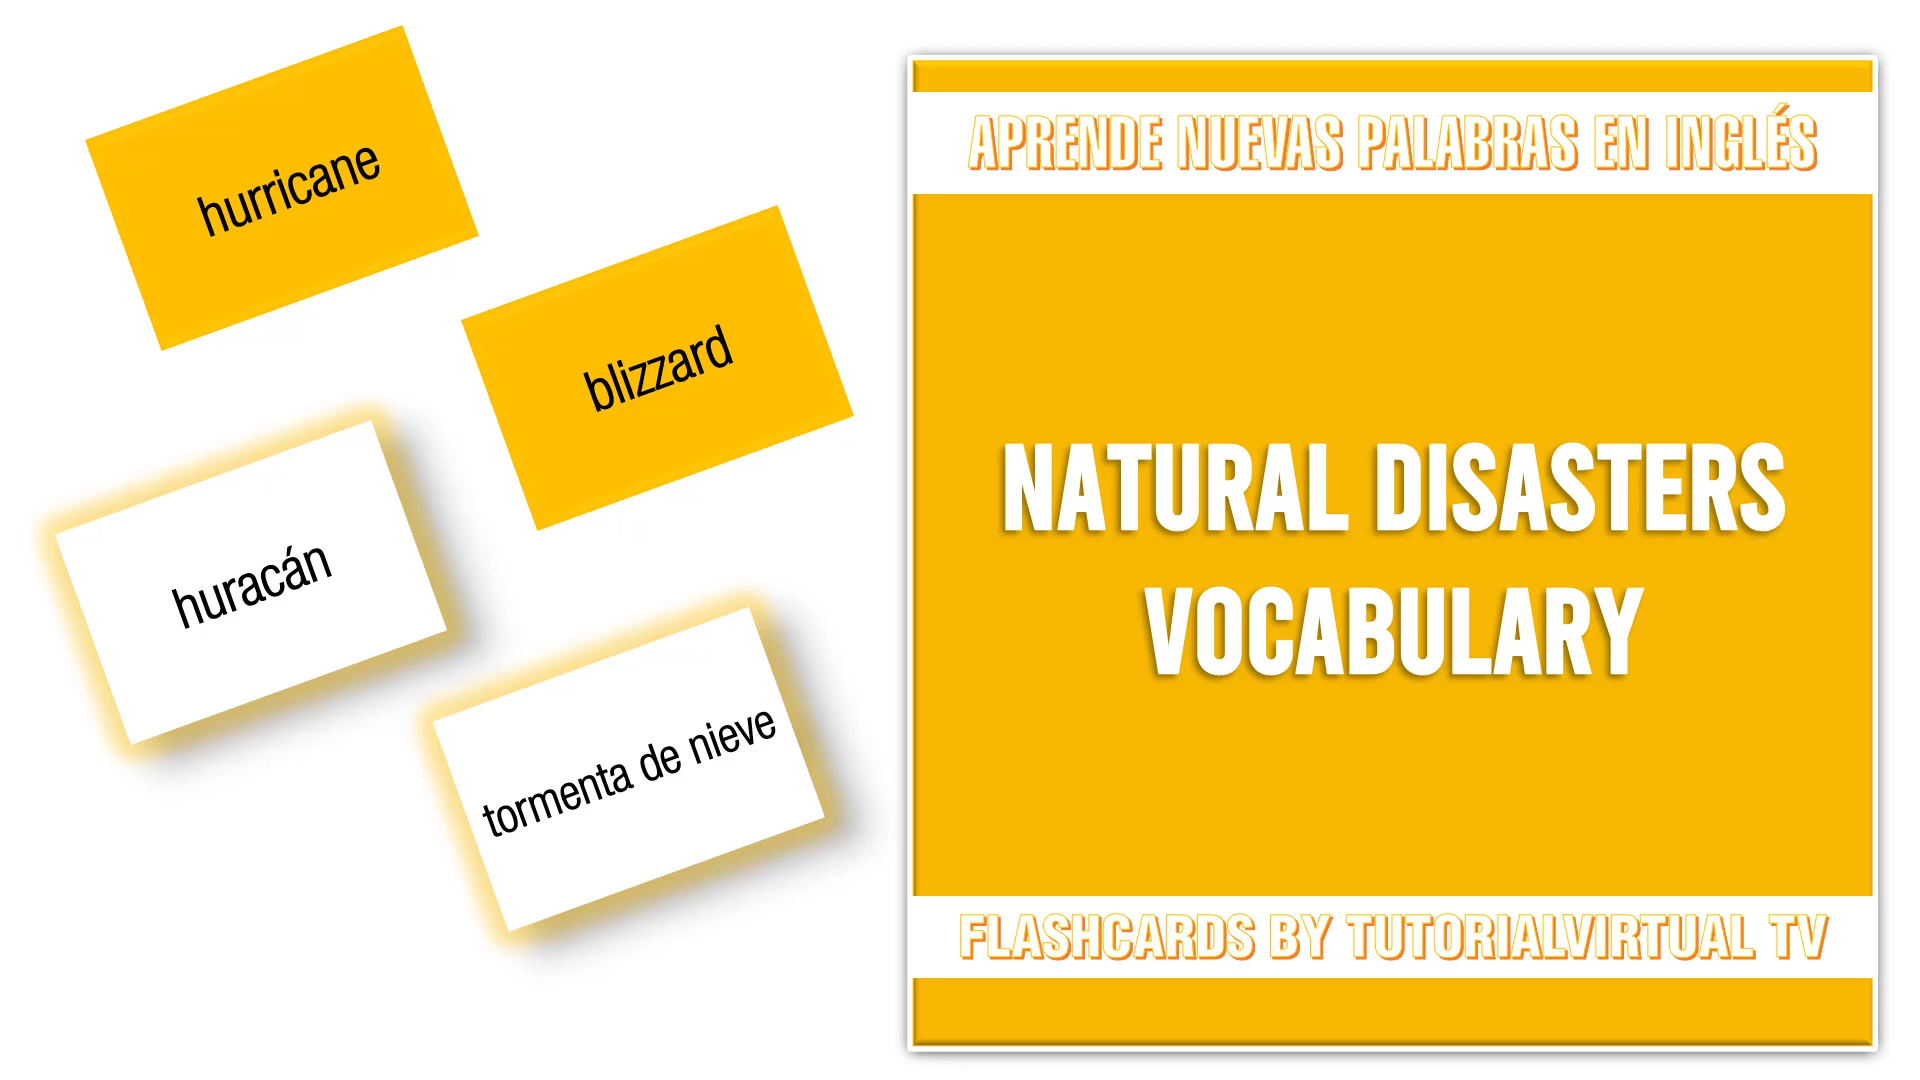 hurricane
blizzard
huracán
tormenta de nieve
APRENDE NUEVAS PALABRAS EN INGLÉS
NATURAL DISASTERS
VOCABULARY
FLASHCARDS BY TUTORIALVIRTUAL TV